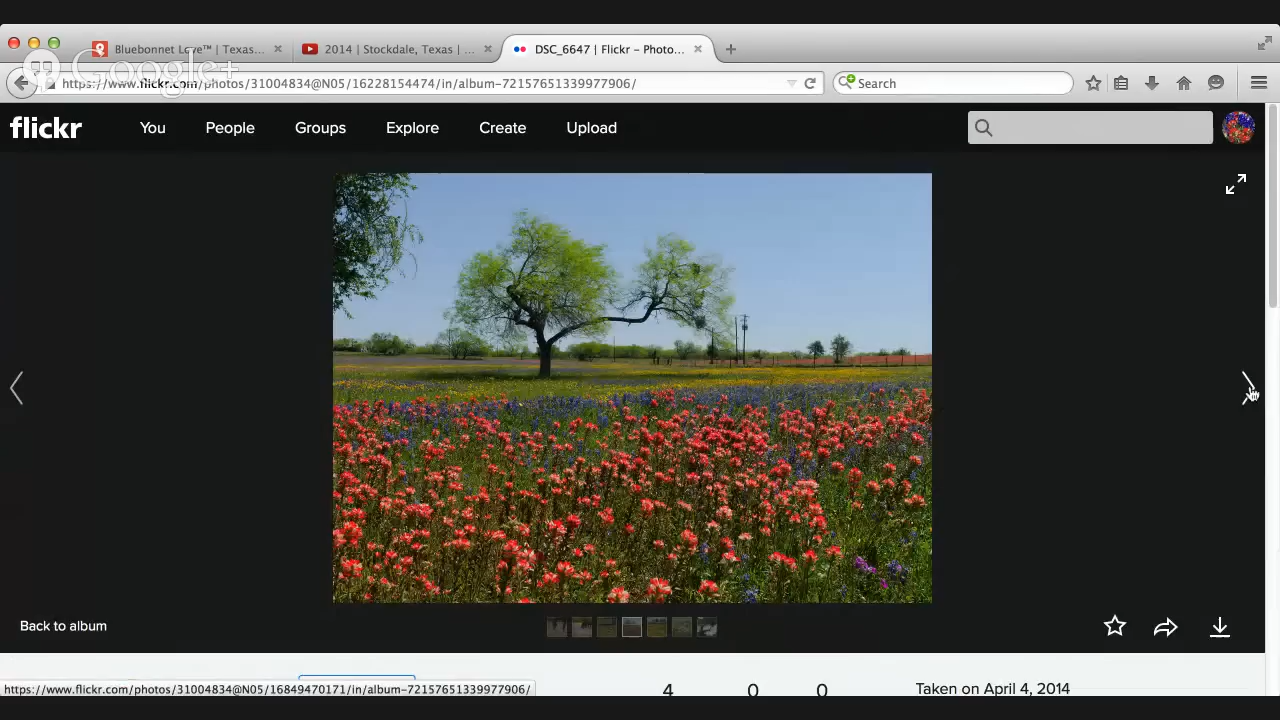 Bluebonnet Love™ | Texas...
2014 | Stockdale, Texas | ...
DSC_6647 | Flickr – Photo...
Google+
https://www.flickr.com/photos/31004834@N05/16228154474/in/album-72157651339977906/
Search
flickr
You
People
Groups
Explore
Create
Upload
Back to album
https://www.flickr.com/photos/31004834@N05/16849470171/in/album-72157651339977906/
4
0
0
Taken on April 4, 2014